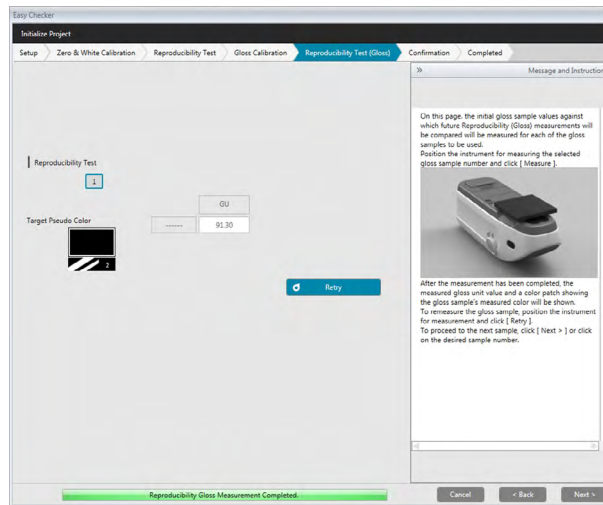 Easy Checker
Initialize Project
Setup Zero & White Calibration Reproducibility Test Gloss Calibration Reproducibility Test (Gloss) Confirmation Completed
» Message and Instruction
On this page, the initial gloss sample values against
which future Reproducibility (Gloss) measurements will
be compared will be measured for each of the gloss
samples to be used.
Position the instrument for measuring the selected
gloss sample number and click [ Measure ].
Reproducibility Test
1
GU
Target Pseudo Color
------ 91.30
2
Retry
After the measurement has been completed, the
measured gloss unit value and a color patch showing
the gloss sample's measured color will be shown.
To remeasure the gloss sample, position the instrument
for measurement and click [ Retry ].
To proceed to the next sample, click [ Next > ] or click
on the desired sample number.
Reproducibility Gloss Measurement Completed.
Cancel < Back Next >